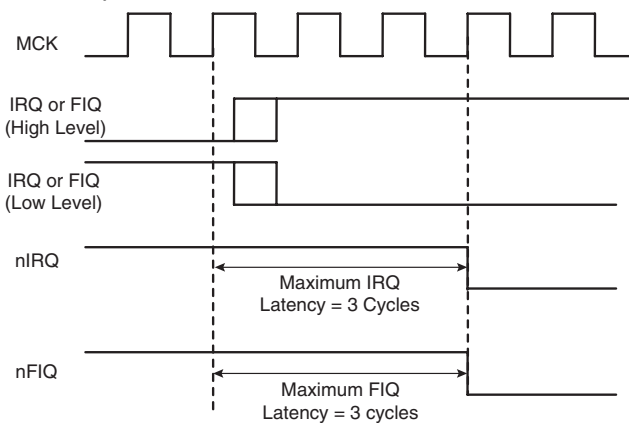 MCK
IRQ or FIQ
(High Level)
IRQ or FIQ
(Low Level)
nIRQ
Maximum IRQ
Latency = 3 Cycles
nFIQ
Maximum FIQ
Latency = 3 cycles